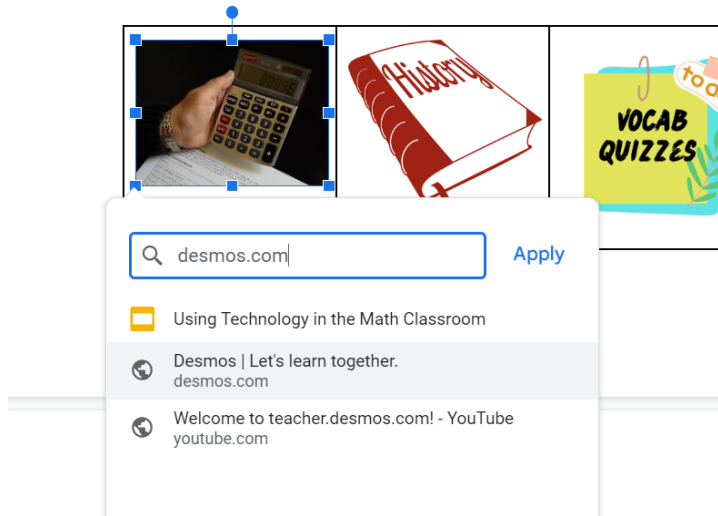 History
VOCAB
QUIZZES
desmos.com
Apply
Using Technology in the Math Classroom
Desmos | Let's learn together.
desmos.com
Welcome to teacher.desmos.com! - YouTube
youtube.com